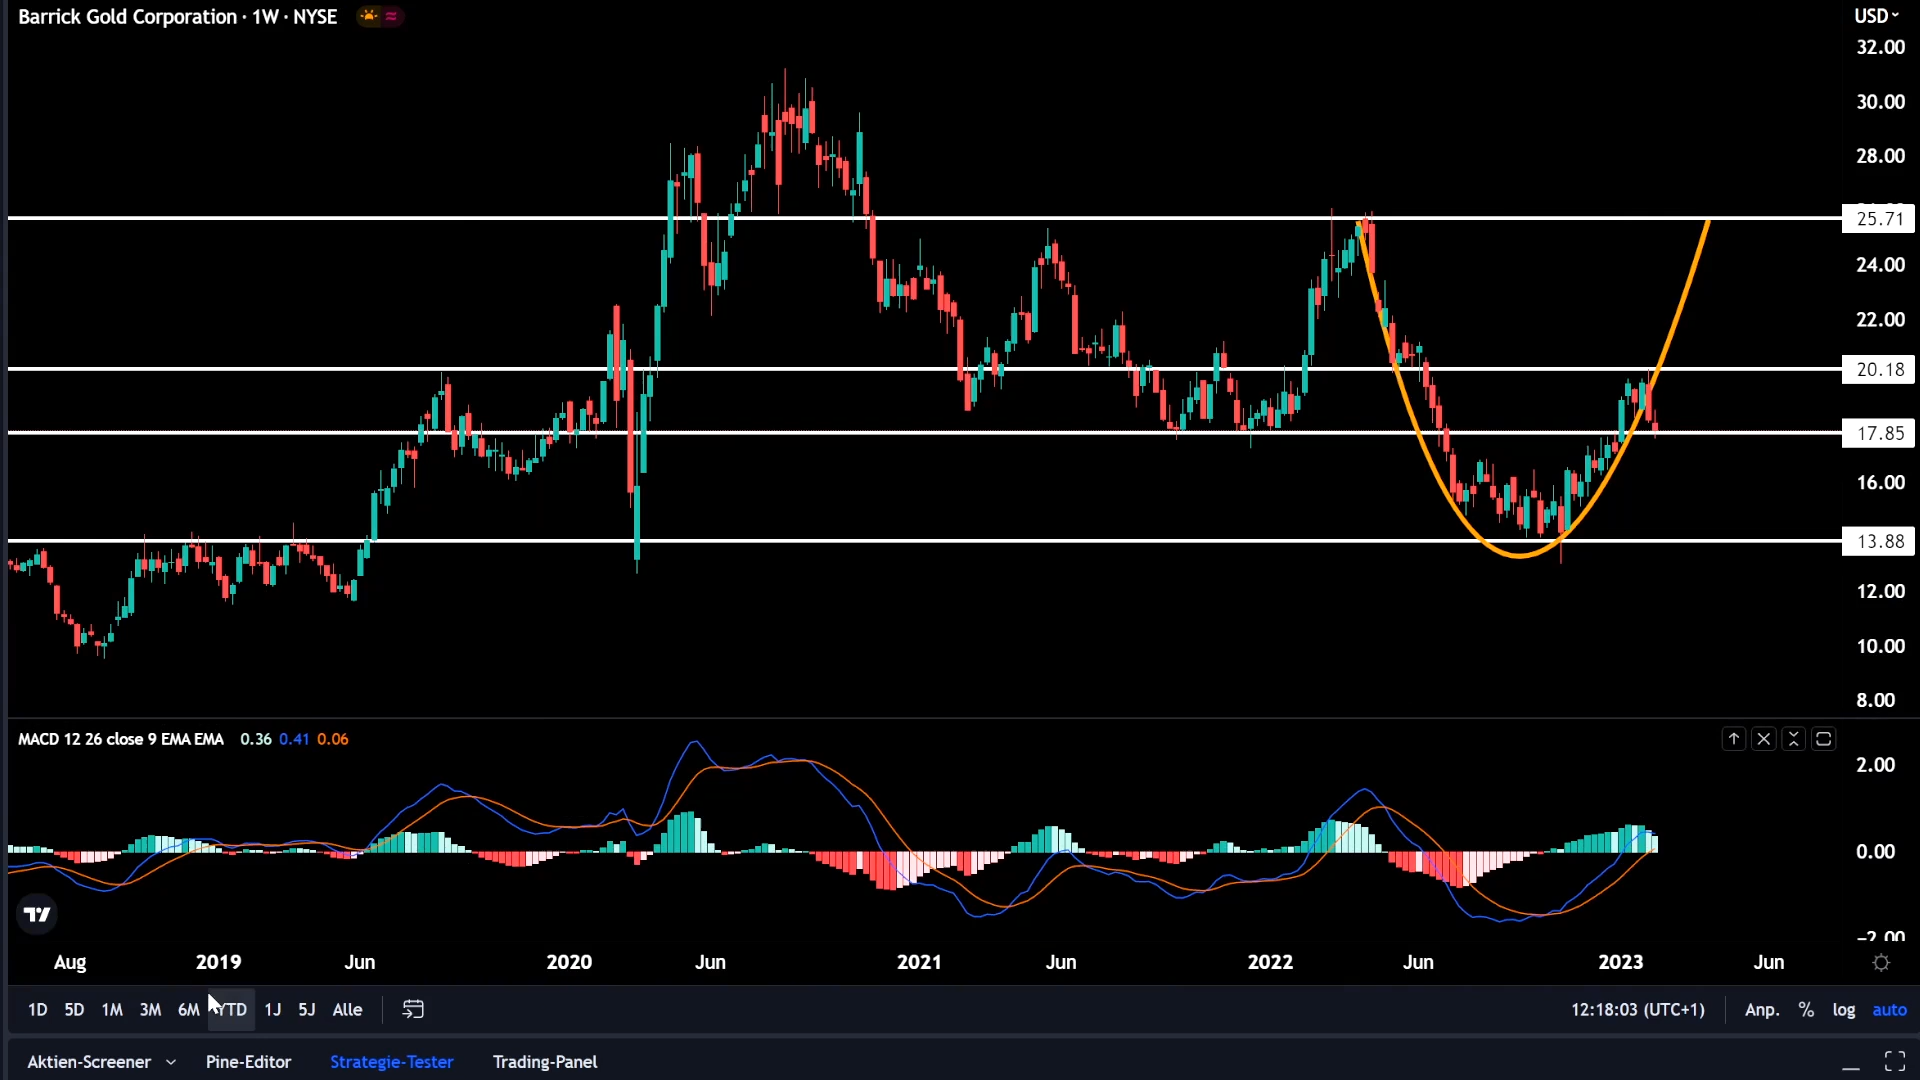 Barrick Gold Corporation · 1W · NYSE
USD
32.00
30.00
28.00
25.71
24.00
22.00
20.18
17.85
16.00
13.88
12.00
10.00
8.00
MACD 12 26 close 9 EMA EMA 0.36 0.41 0.06
2.00
0.00
−2.00
Aug 2019 Jun 2020 Jun 2021 Jun 2022 Jun 2023 Jun
1D 5D 1M 3M 6M YTD 1J 5J Alle 12:18:03 (UTC+1) Anp. % log auto
Aktien-Screener Pine-Editor Strategie-Tester Trading-Panel